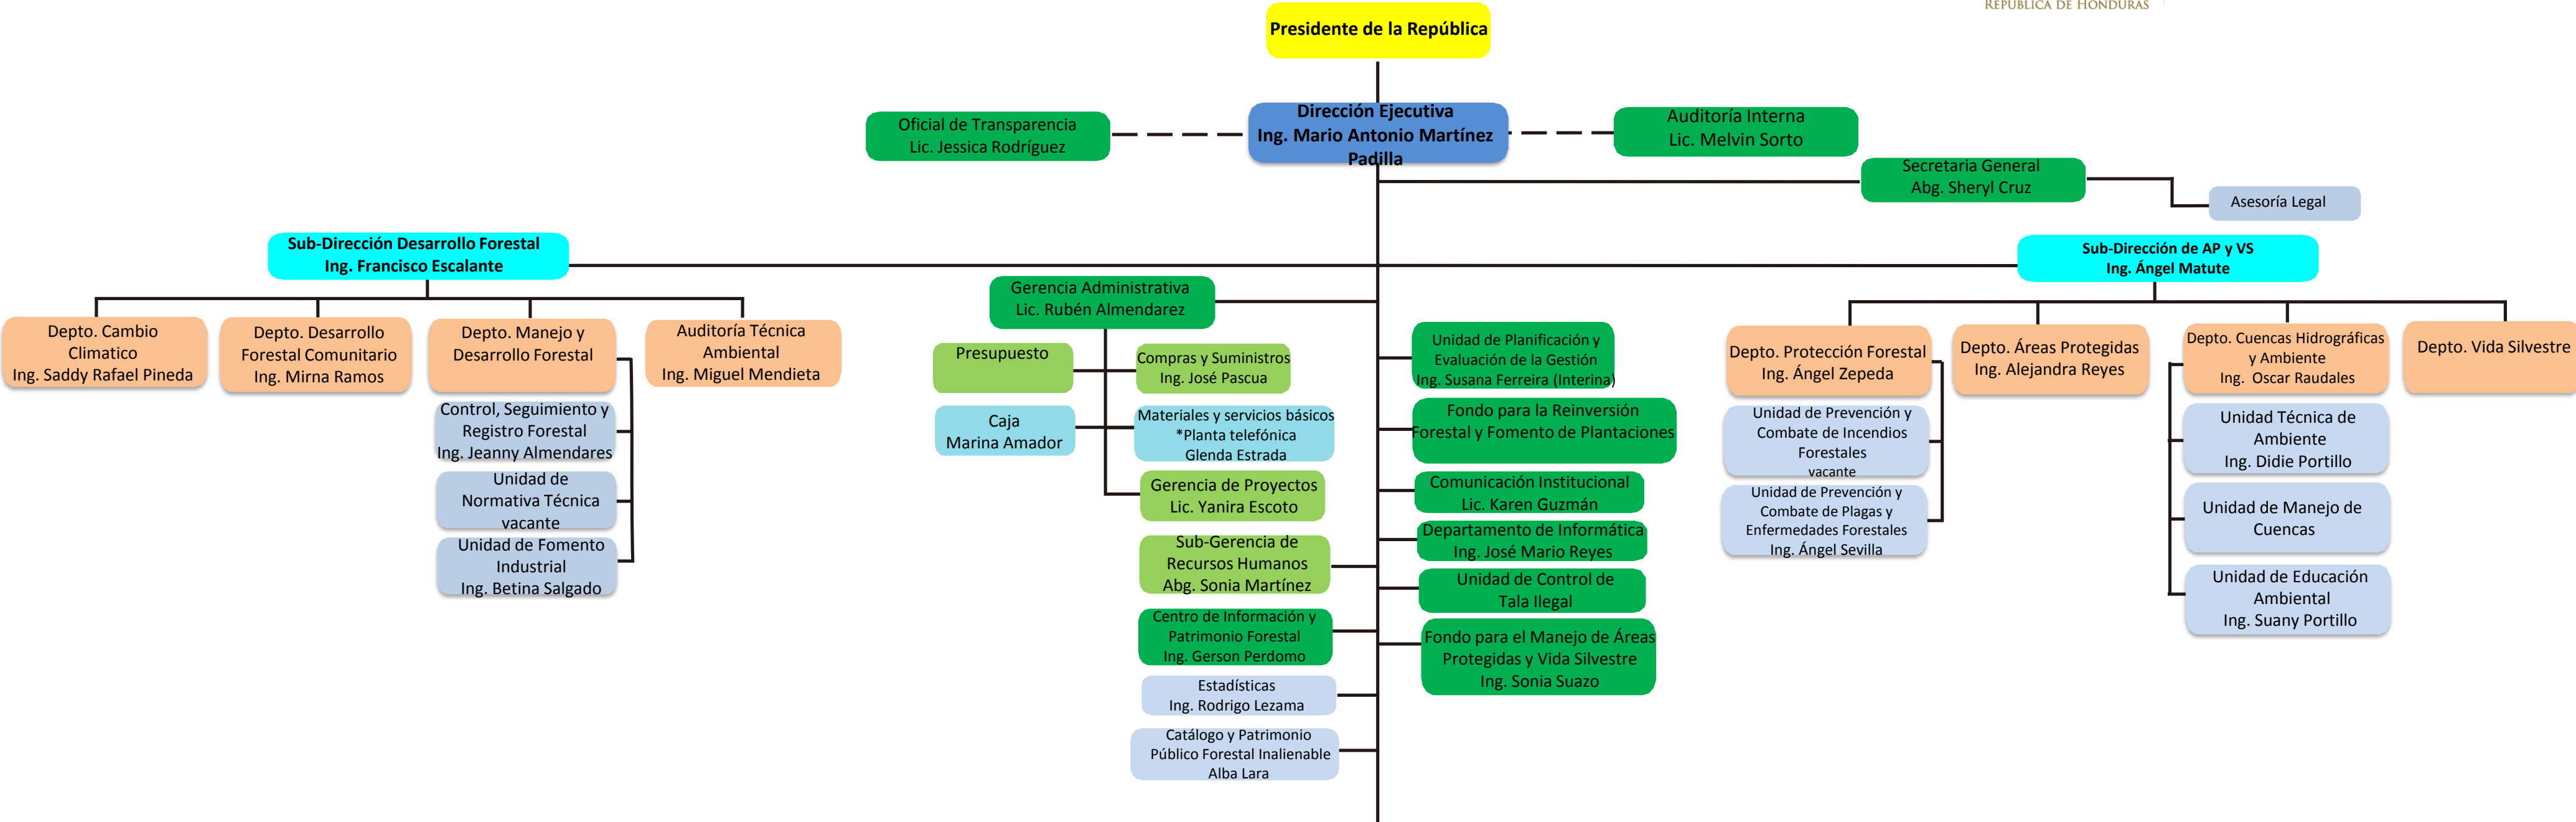 REPÚBLICA DE HONDURAS
Presidente de la República
Dirección Ejecutiva
Ing. Mario Antonio Martínez
Padilla
Oficial de Transparencia
Lic. Jessica Rodríguez
Auditoría Interna
Lic. Melvin Sorto
Secretaria General
Abg. Sheryl Cruz
Asesoría Legal
Sub-Dirección Desarrollo Forestal
Ing. Francisco Escalante
Sub-Dirección de AP y VS
Ing. Ángel Matute
Depto. Cambio
Climatico
Ing. Saddy Rafael Pineda
Depto. Desarrollo
Forestal Comunitario
Ing. Mirna Ramos
Depto. Manejo y
Desarrollo Forestal
Auditoría Técnica
Ambiental
Ing. Miguel Mendieta
Control, Seguimiento y
Registro Forestal
Ing. Jeanny Almendares
Unidad de
Normativa Técnica
vacante
Unidad de Fomento
Industrial
Ing. Betina Salgado
Gerencia Administrativa
Lic. Rubén Almendarez
Presupuesto
Compras y Suministros
Ing. José Pascua
Caja
Marina Amador
Materiales y servicios básicos
*Planta telefónica
Glenda Estrada
Gerencia de Proyectos
Lic. Yanira Escoto
Sub-Gerencia de
Recursos Humanos
Abg. Sonia Martínez
Centro de Información y
Patrimonio Forestal
Ing. Gerson Perdomo
Estadísticas
Ing. Rodrigo Lezama
Catálogo y Patrimonio
Público Forestal Inalienable
Alba Lara
Unidad de Planificación y
Evaluación de la Gestión
Ing. Susana Ferreira (Interina)
Fondo para la Reinversión
Forestal y Fomento de Plantaciones
Comunicación Institucional
Lic. Karen Guzmán
Departamento de Informática
Ing. José Mario Reyes
Unidad de Control de
Tala Ilegal
Fondo para el Manejo de Áreas
Protegidas y Vida Silvestre
Ing. Sonia Suazo
Depto. Protección Forestal
Ing. Ángel Zepeda
Unidad de Prevención y
Combate de Incendios
Forestales
vacante
Unidad de Prevención y
Combate de Plagas y
Enfermedades Forestales
Ing. Ángel Sevilla
Depto. Áreas Protegidas
Ing. Alejandra Reyes
Depto. Cuencas Hidrográficas
y Ambiente
Ing. Oscar Raudales
Unidad Técnica de
Ambiente
Ing. Didie Portillo
Unidad de Manejo de
Cuencas
Unidad de Educación
Ambiental
Ing. Suany Portillo
Depto. Vida Silvestre